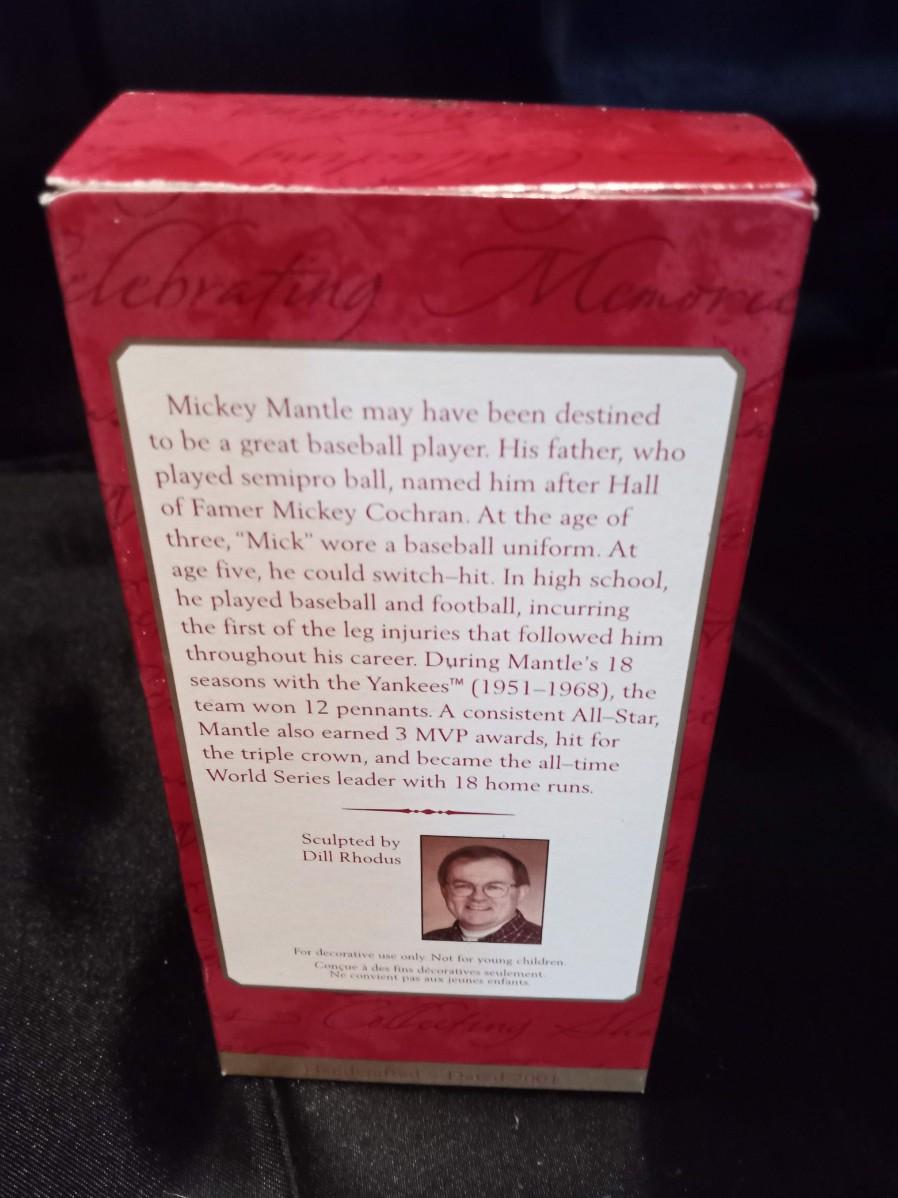 Celebrating Memories
Mickey Mantle may have been destined
to be a great baseball player. His father, who
played semipro ball, named him after Hall
of Famer Mickey Cochran. At the age of
three, “Mick” wore a baseball uniform. At
age five, he could switch–hit. In high school,
he played baseball and football, incurring
the first of the leg injuries that followed him
throughout his career. During Mantle’s 18
seasons with the Yankees™ (1951–1968), the
team won 12 pennants. A consistent All–Star,
Mantle also earned 3 MVP awards, hit for
the triple crown, and became the all–time
World Series leader with 18 home runs.
Sculpted by
Dill Rhodus
For decorative use only. Not for young children.
Conçue à des fins décoratives seulement.
Ne convient pas aux jeunes enfants.
Collecting
Handcrafted Dated 2001